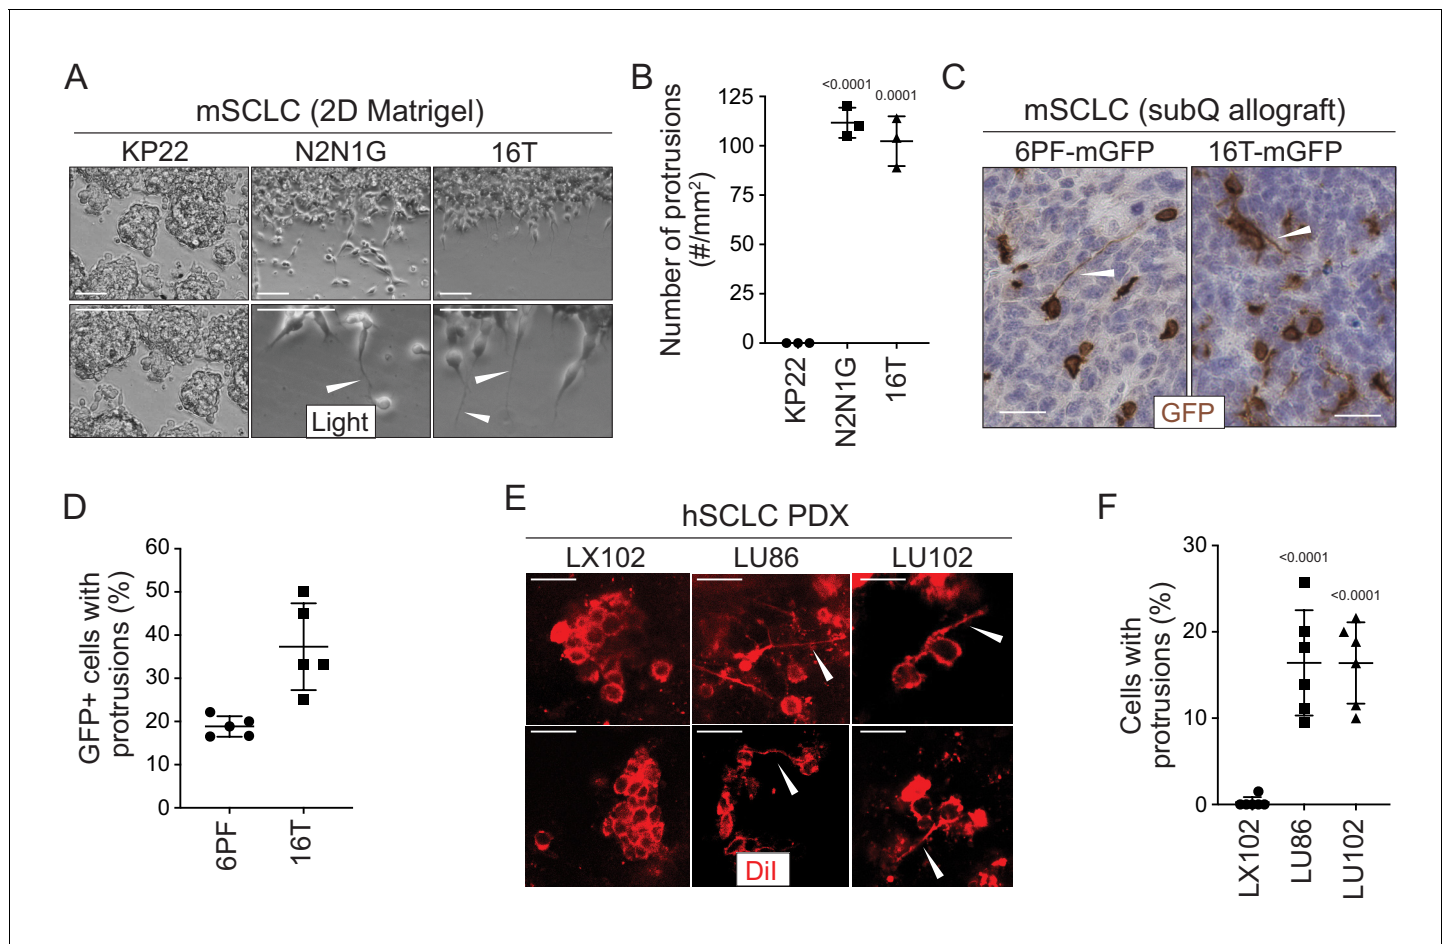 A
mSCLC (2D Matrigel)
KP22
N2N1G
16T
Light
B
Number of protrusions
(#/mm2)
125
100
75
50
25
0
<0.0001
0.0001
KP22
N2N1G
16T
C
mSCLC (subQ allograft)
6PF-mGFP
16T-mGFP
GFP
D
GFP+ cells with
protrusions (%)
60
50
40
30
20
10
0
6PF
16T
E
hSCLC PDX
LX102
LU86
LU102
DiI
F
Cells with
protrusions (%)
30
20
10
0
<0.0001
<0.0001
LX102
LU86
LU102